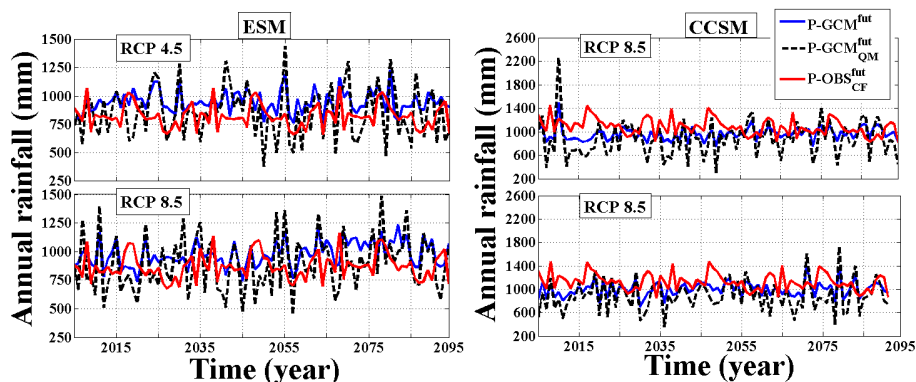 ESM
CCSM
Annual rainfall (mm)
1500
1250
1000
750
500
250
RCP 4.5
1500
1250
1000
750
500
250
RCP 8.5
2015
2035
2055
2075
2095
Time (year)
Annual rainfall (mm)
2600
2200
1800
1400
1000
600
200
RCP 8.5
P-GCM^fut
P-GCM^fut_QM
P-OBS^fut_CF
2600
2200
1800
1400
1000
600
200
RCP 8.5
2015
2035
2055
2075
2095
Time (year)